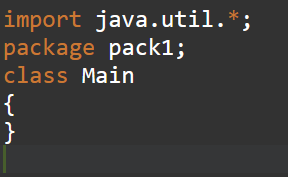 import java.util.*;
package pack1;
class Main
{
}